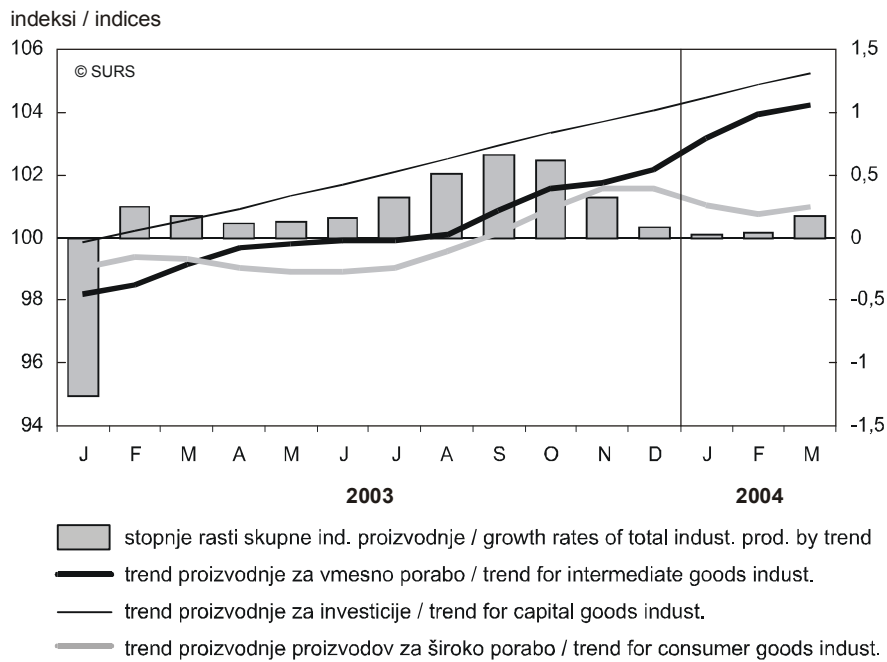 indeksi / indices
106 1,5
© SURS
104 1
102 0,5
100 0
98 -0,5
96 -1
94 -1,5
J F M A M J J A S O N D J F M
2003 2004
stopnje rasti skupne ind. proizvodnje / growth rates of total indust. prod. by trend
trend proizvodnje za vmesno porabo / trend for intermediate goods indust.
trend proizvodnje za investicije / trend for capital goods indust.
trend proizvodnje proizvodov za široko porabo / trend for consumer goods indust.